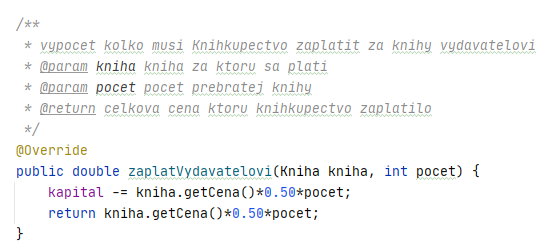 /**
 * vypocet kolko musi Knihkupectvo zaplatit za knihy vydavatelovi
 * @param kniha kniha za ktoru sa plati
 * @param pocet pocet prebratej knihy
 * @return celkova cena ktoru knihkupectvo zaplatilo
 */
@Override
public double zaplatVydavatelovi(Kniha kniha, int pocet) {
    kapital -= kniha.getCena()*0.50*pocet;
    return kniha.getCena()*0.50*pocet;
}